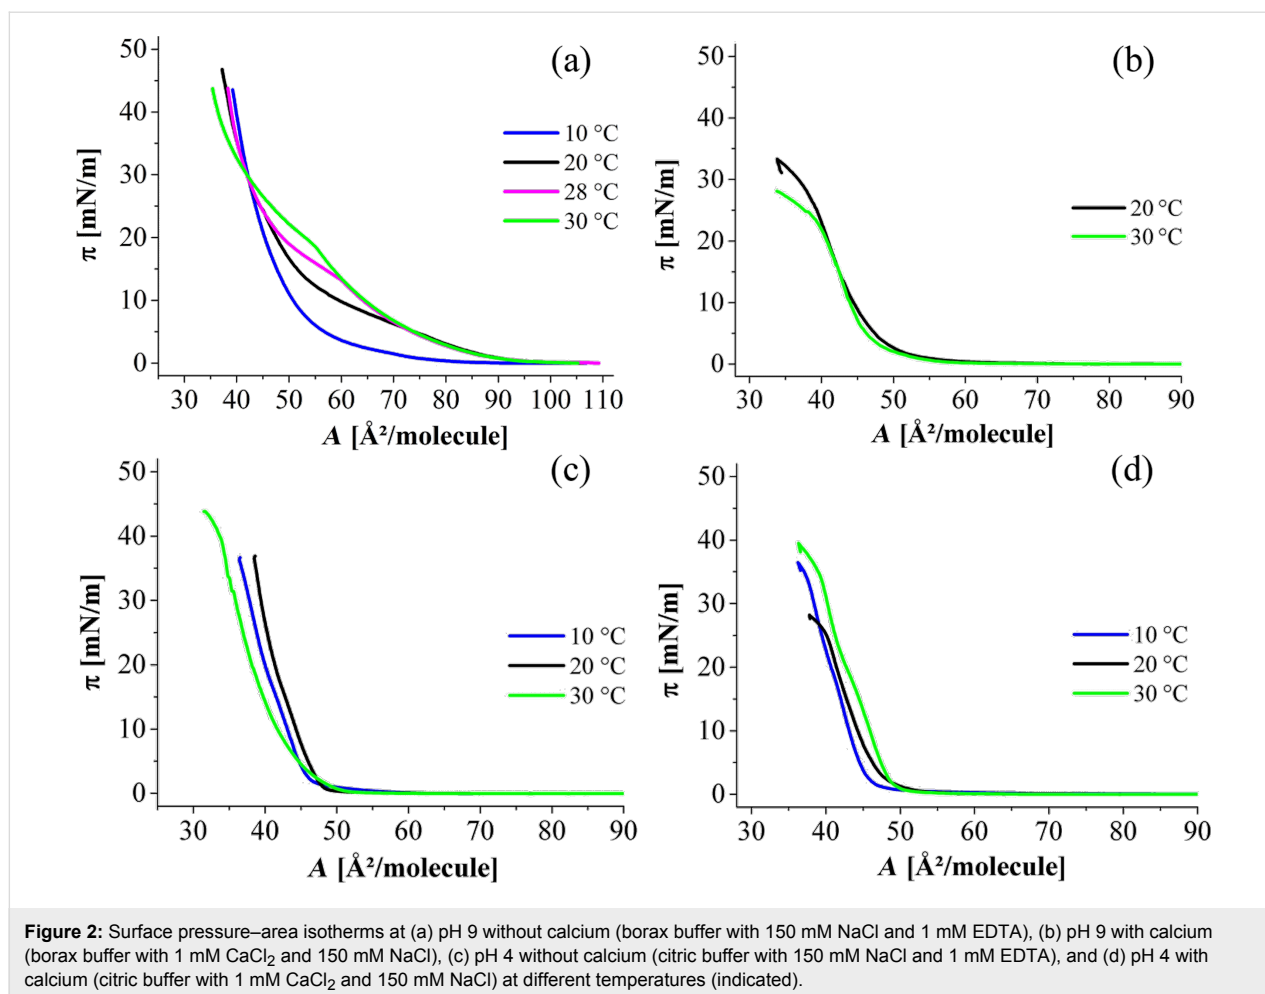 (a)
50
40
30
20
10
0
π [mN/m]
10 °C
20 °C
28 °C
30 °C
30 40 50 60 70 80 90 100 110
A [Å²/molecule]
(b)
50
40
30
20
10
0
π [mN/m]
20 °C
30 °C
30 40 50 60 70 80 90
A [Å²/molecule]
(c)
50
40
30
20
10
0
π [mN/m]
10 °C
20 °C
30 °C
30 40 50 60 70 80 90
A [Å²/molecule]
(d)
50
40
30
20
10
0
π [mN/m]
10 °C
20 °C
30 °C
30 40 50 60 70 80 90
A [Å²/molecule]
Figure 2: Surface pressure–area isotherms at (a) pH 9 without calcium (borax buffer with 150 mM NaCl and 1 mM EDTA), (b) pH 9 with calcium
(borax buffer with 1 mM CaCl₂ and 150 mM NaCl), (c) pH 4 without calcium (citric buffer with 150 mM NaCl and 1 mM EDTA), and (d) pH 4 with
calcium (citric buffer with 1 mM CaCl₂ and 150 mM NaCl) at different temperatures (indicated).